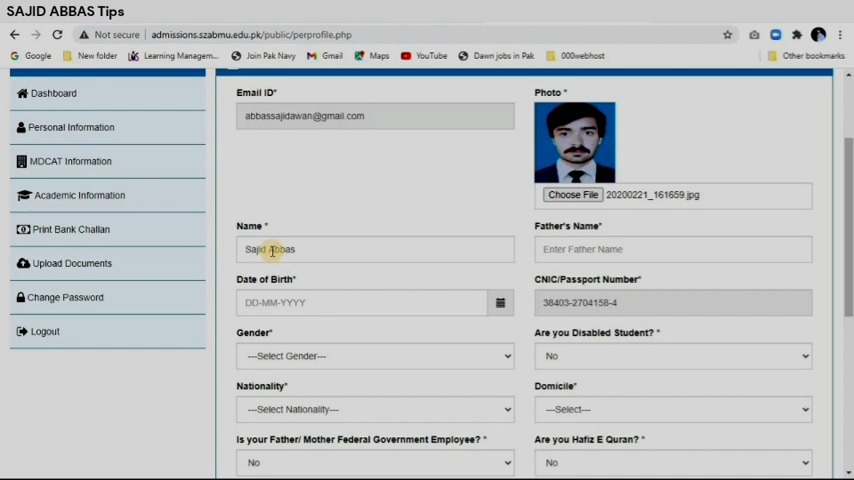 SAJID ABBAS Tips
Not secure | admissions.szabmu.edu.pk/public/perprofile.php
Google New folder Learning Managem... Join Pak Navy Gmail Maps YouTube Dawn jobs in Pak 000webhost Other bookmarks
Dashboard
Personal Information
MDCAT Information
Academic Information
Print Bank Challan
Upload Documents
Change Password
Logout
Email ID*
abbassajidawan@gmail.com
Photo *
Choose File 20200221_161659.jpg
Name *
Sajid Abbas
Father's Name*
Enter Father Name
Date of Birth*
DD-MM-YYYY
CNIC/Passport Number*
38403-2704158-4
Gender*
---Select Gender---
Are you Disabled Student? *
No
Nationality*
---Select Nationality---
Domicile*
---Select---
Is your Father/ Mother Federal Government Employee? *
No
Are you Hafiz E Quran? *
No